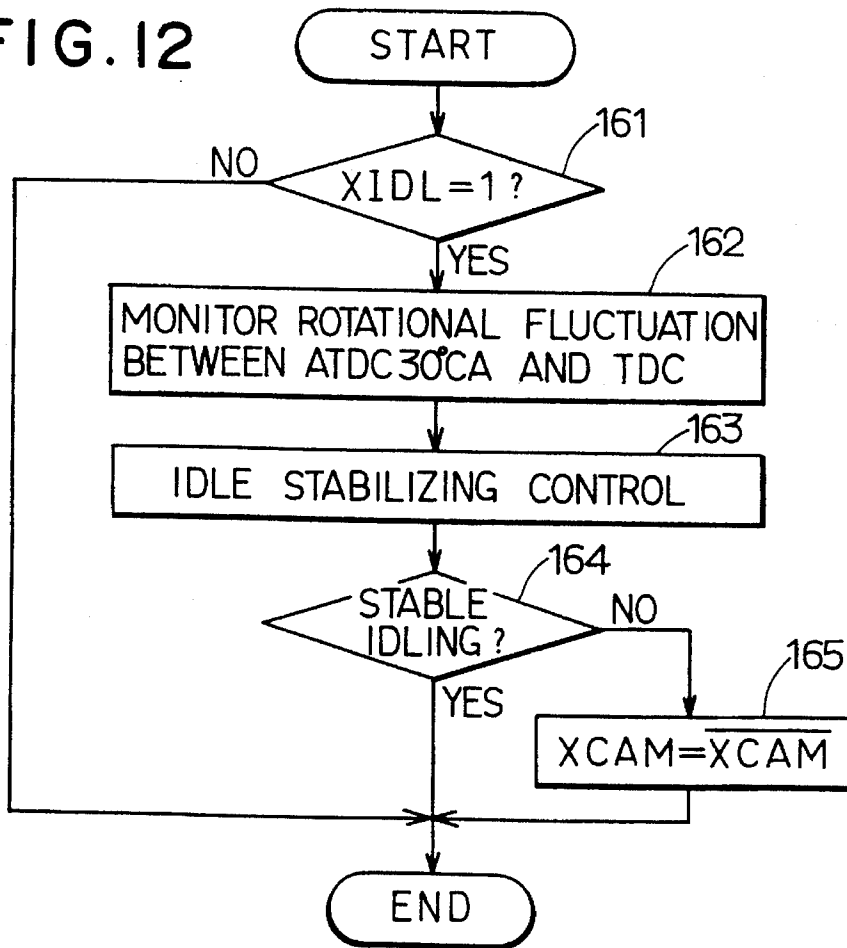 FIG.12
START
161
NO
XIDL=1?
YES
162
MONITOR ROTATIONAL FLUCTUATION
BETWEEN ATDC30°CA AND TDC
163
IDLE STABILIZING CONTROL
164
STABLE
IDLING?
NO
YES
165
XCAM=X̅C̅A̅M̅
END